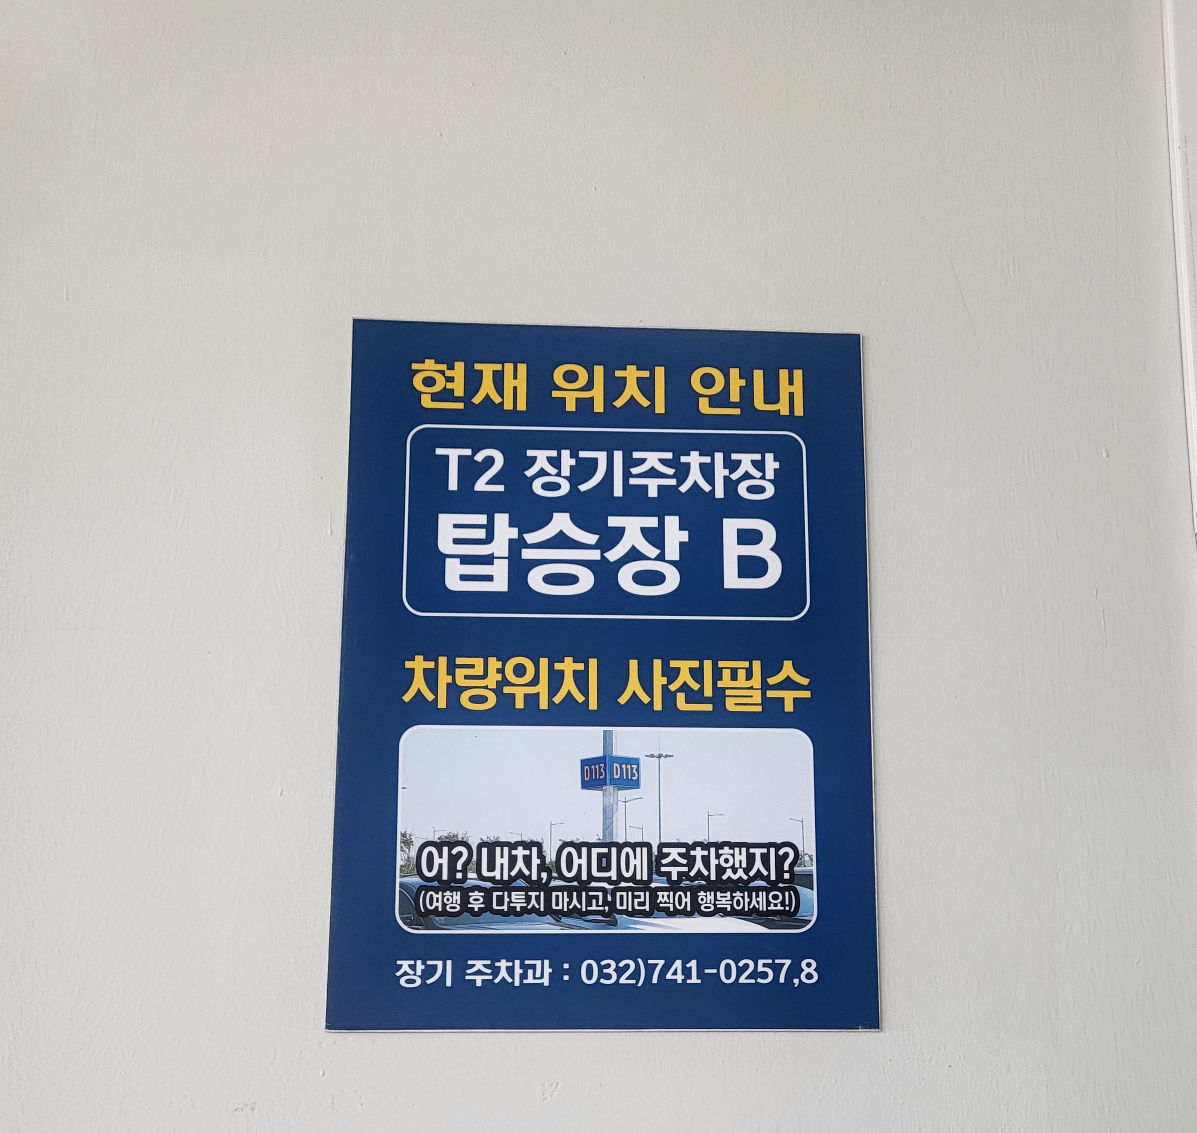 현재 위치 안내
T2 장기주차장
탑승장 B
차량위치 사진필수
D113 D113
어? 내차, 어디에 주차했지?
(여행 후 다투지 마시고, 미리 찍어 행복하세요!)
장기 주차과 : 032)741-0257,8